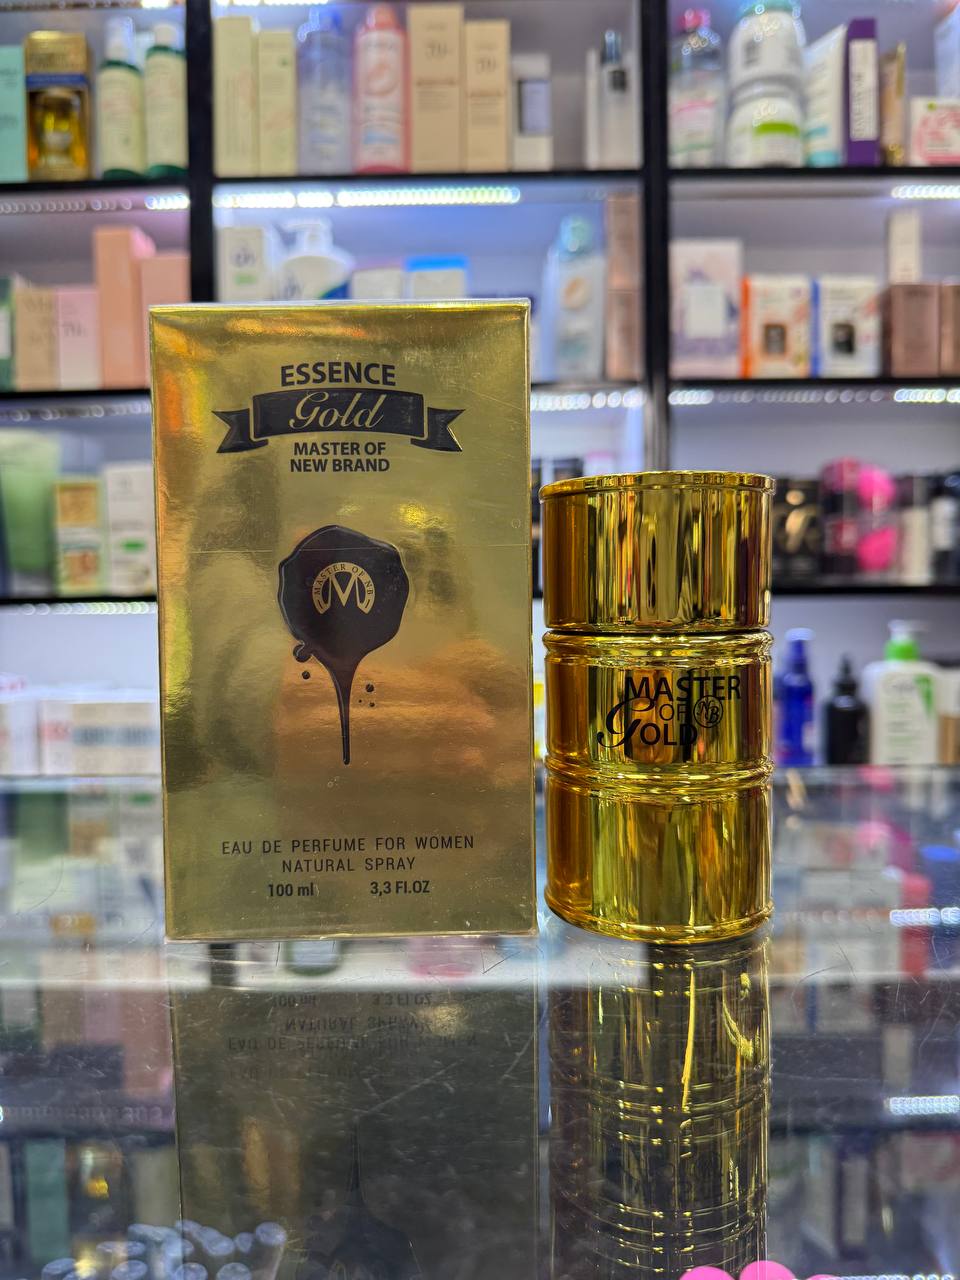 ESSENCE
Gold
MASTER OF
NEW BRAND
MASTER OF NB
M
EAU DE PERFUME FOR WOMEN
NATURAL SPRAY
100 ml 3,3 Fl.OZ
MASTER
OF NB
GOLD